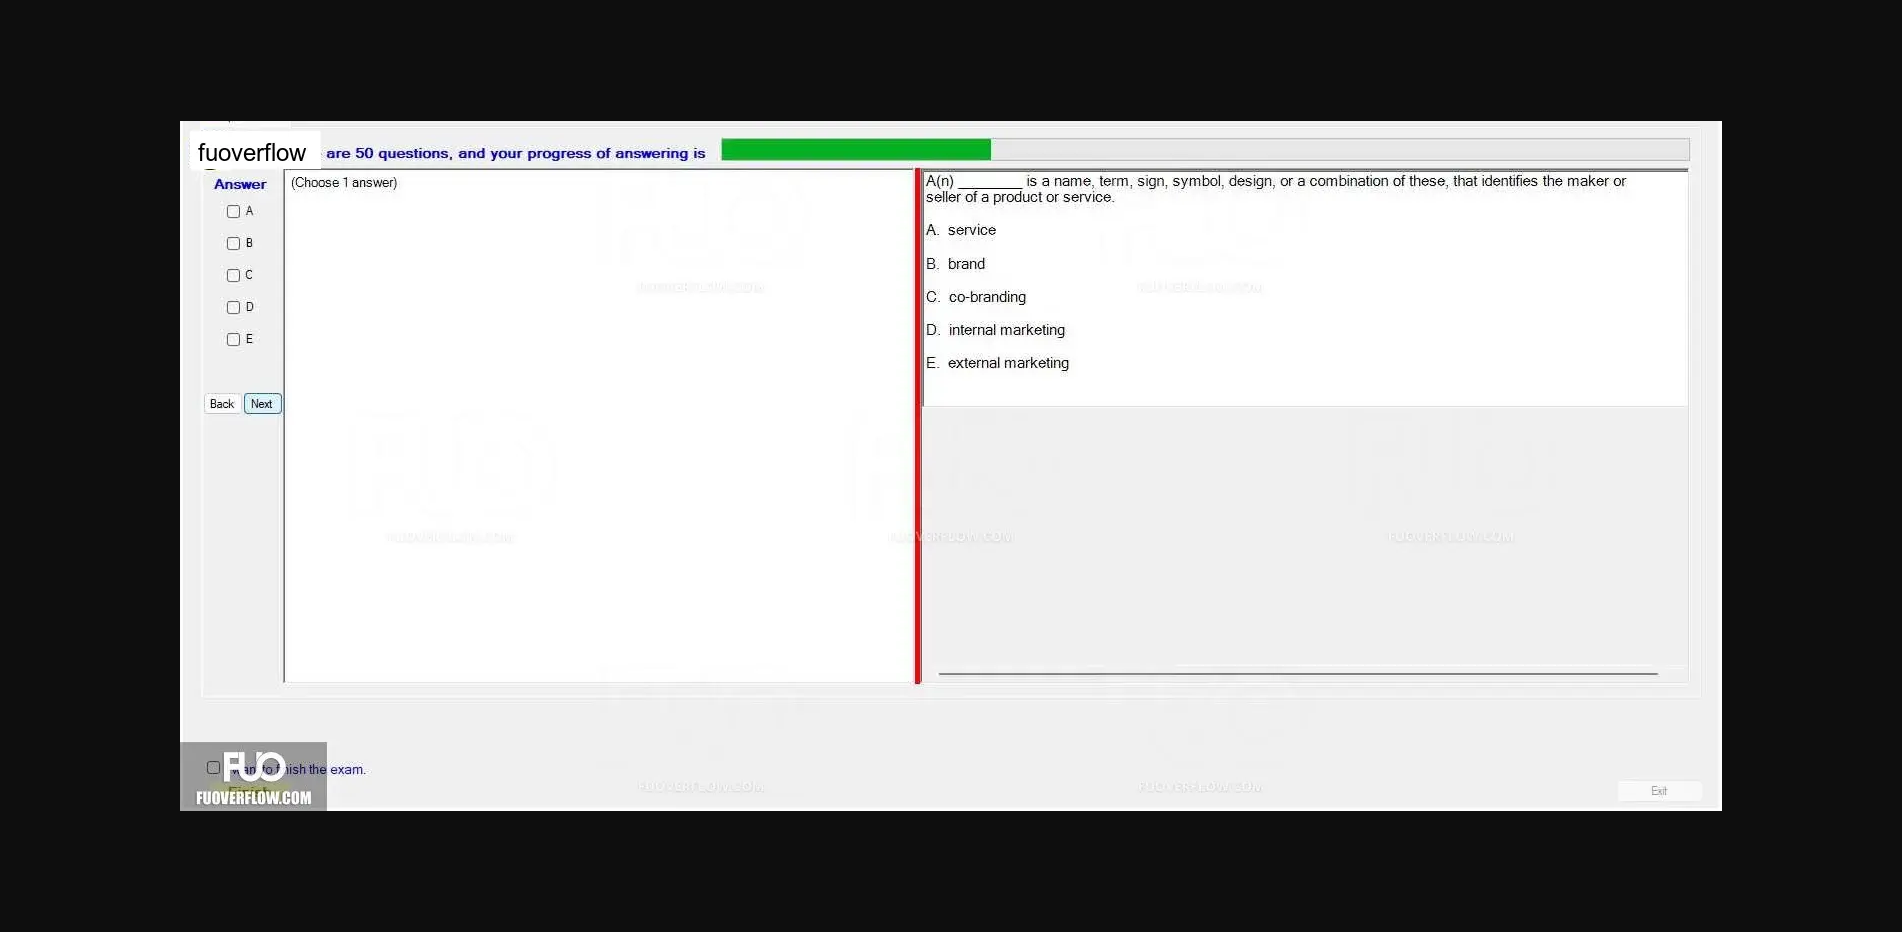 fuoverflow are 50 questions, and your progress of answering is
Answer
A
B
C
D
E
Back Next
(Choose 1 answer)
A(n) ________ is a name, term, sign, symbol, design, or a combination of these, that identifies the maker or
seller of a product or service.
A. service
B. brand
C. co-branding
D. internal marketing
E. external marketing
FUOVERFLOW.COM FUOVERFLOW.COM
FUOVERFLOW.COM FUOVERFLOW.COM FUOVERFLOW.COM
FUOVERFLOW.COM FUOVERFLOW.COM
want to finish the exam.
Finish
FUO
FUOVERFLOW.COM
Exit